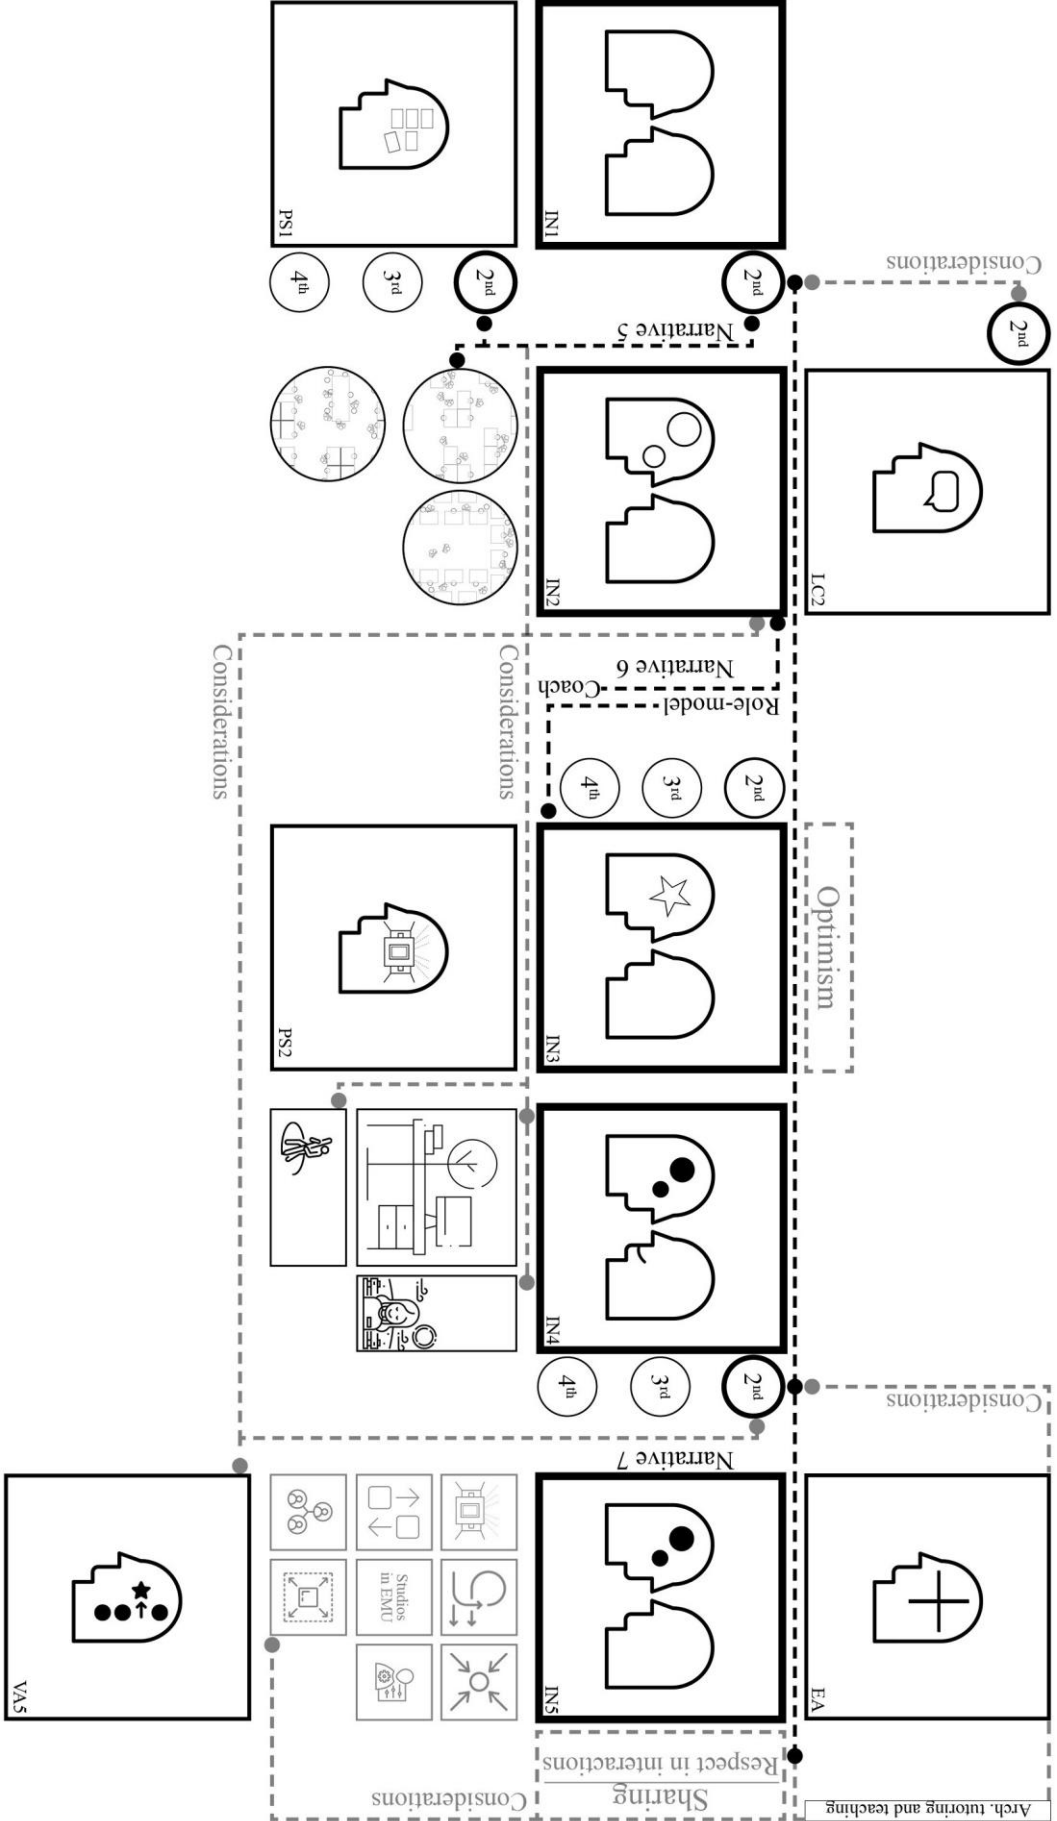 PS1
IN1
4th
3rd
2nd
2nd
Considerations
2nd
Narrative 5
IN2
LC2
Considerations
Considerations
Narrative 6
Coach
Role-model
4th
3rd
2nd
Optimism
PS2
IN3
IN4
4th
3rd
2nd
Considerations
Narrative 7
Studios
in EMU
VA5
IN5
EA
Respect in interactions
Sharing
Considerations
Arch. tutoring and teaching